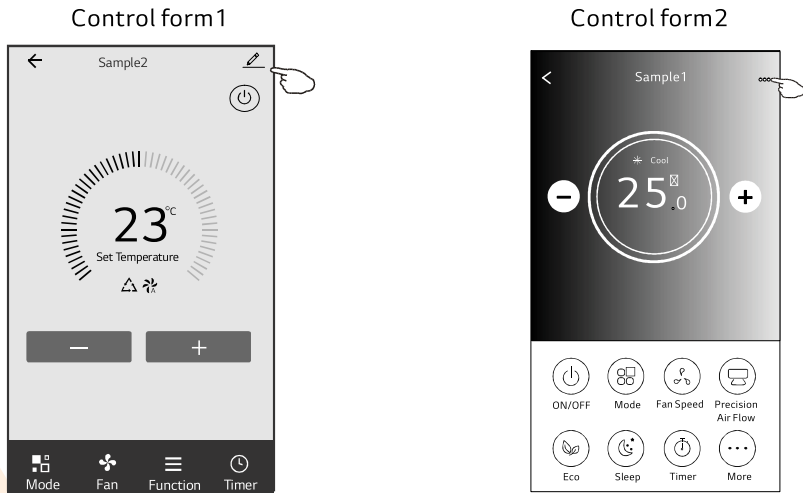 Control form1
Control form2
Sample2
23°C
Set Temperature
A
Mode
Fan
Function
Timer
Sample1
Cool
25.0
ON/OFF
Mode
Fan Speed
Precision
Air Flow
Eco
Sleep
Timer
More